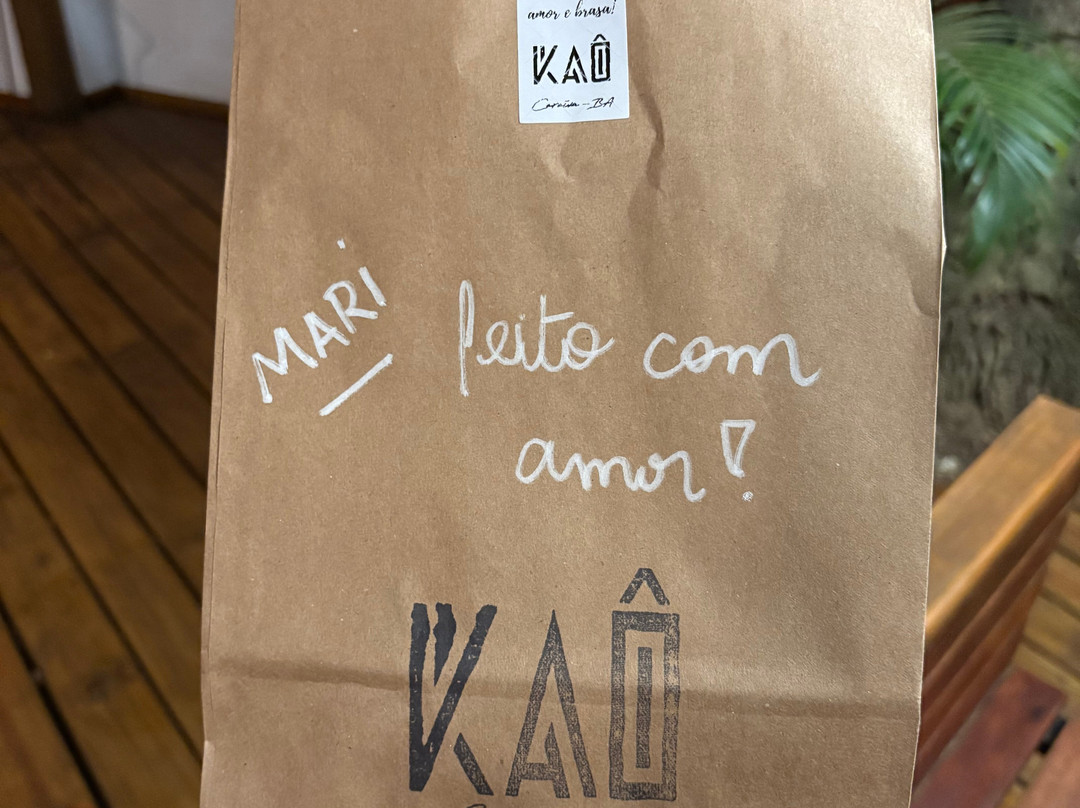 amor e brasa!
KAÔ
Caraíva - BA
MARI
feito com
amor!
KAÔ